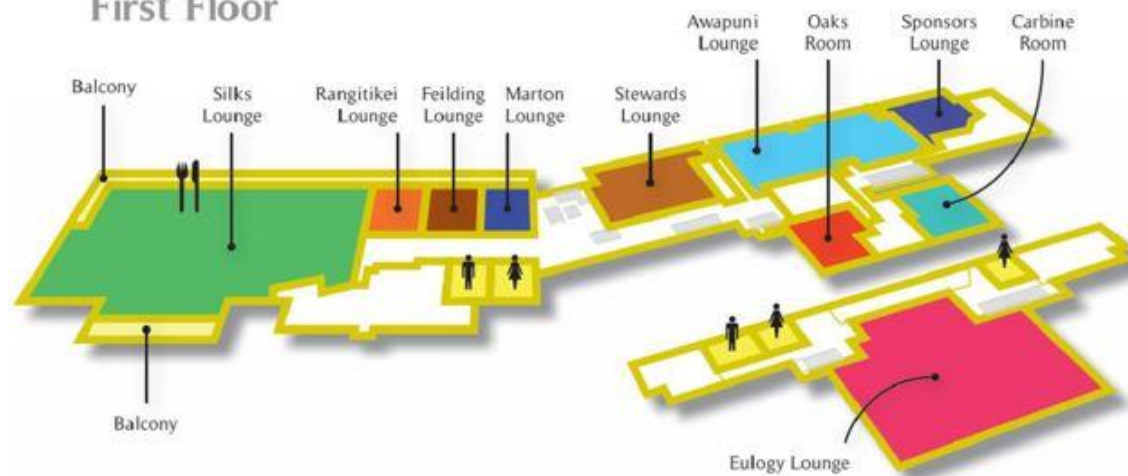 First Floor
Awapuni
Lounge
Oaks
Room
Sponsors
Lounge
Carbine
Room
Balcony
Silks
Lounge
Rangitikei
Lounge
Feilding
Lounge
Marton
Lounge
Stewards
Lounge
Balcony
Eulogy Lounge